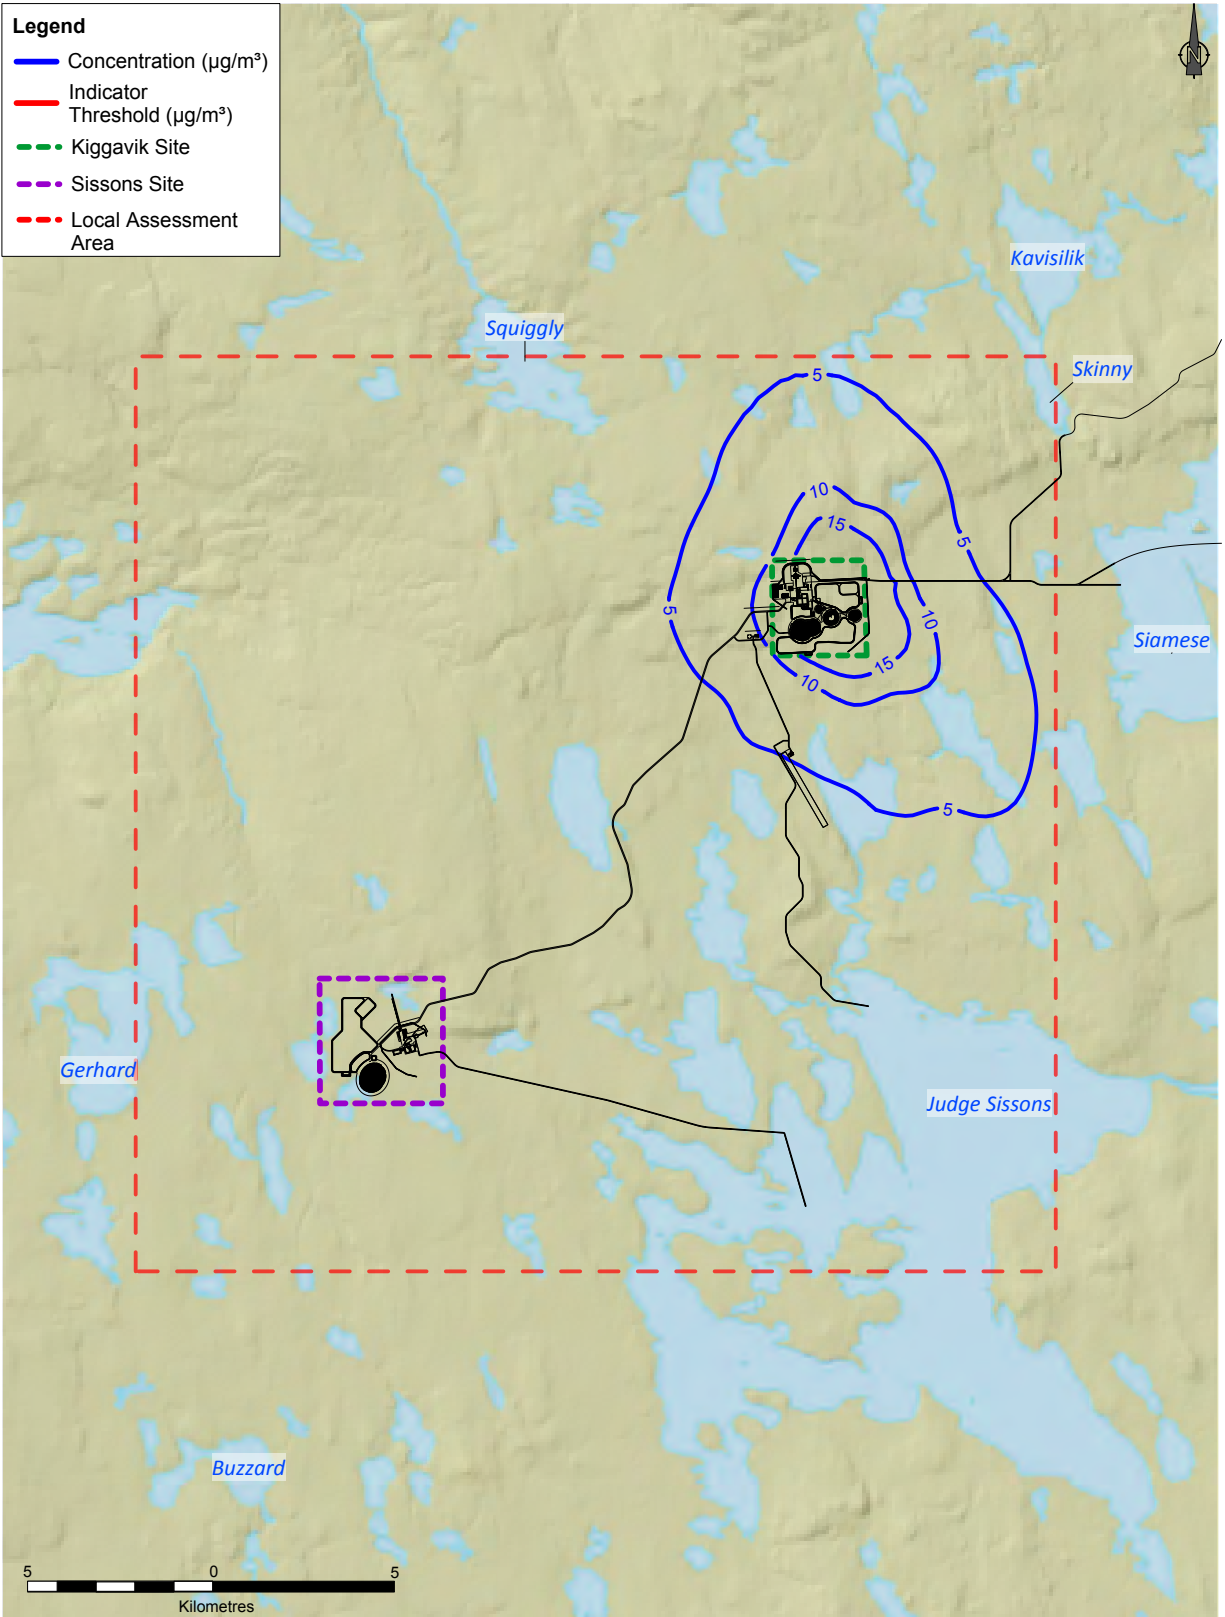 Legend
Concentration (µg/m³)
Indicator
Threshold (µg/m³)
Kiggavik Site
Sissons Site
Local Assessment
Area
N
Kavisilik
Squiggly
Skinny
5
10
15
5
5
10
Siamese
15
10
5
Gerhard
Judge Sissons
Buzzard
5 0 5
Kilometres